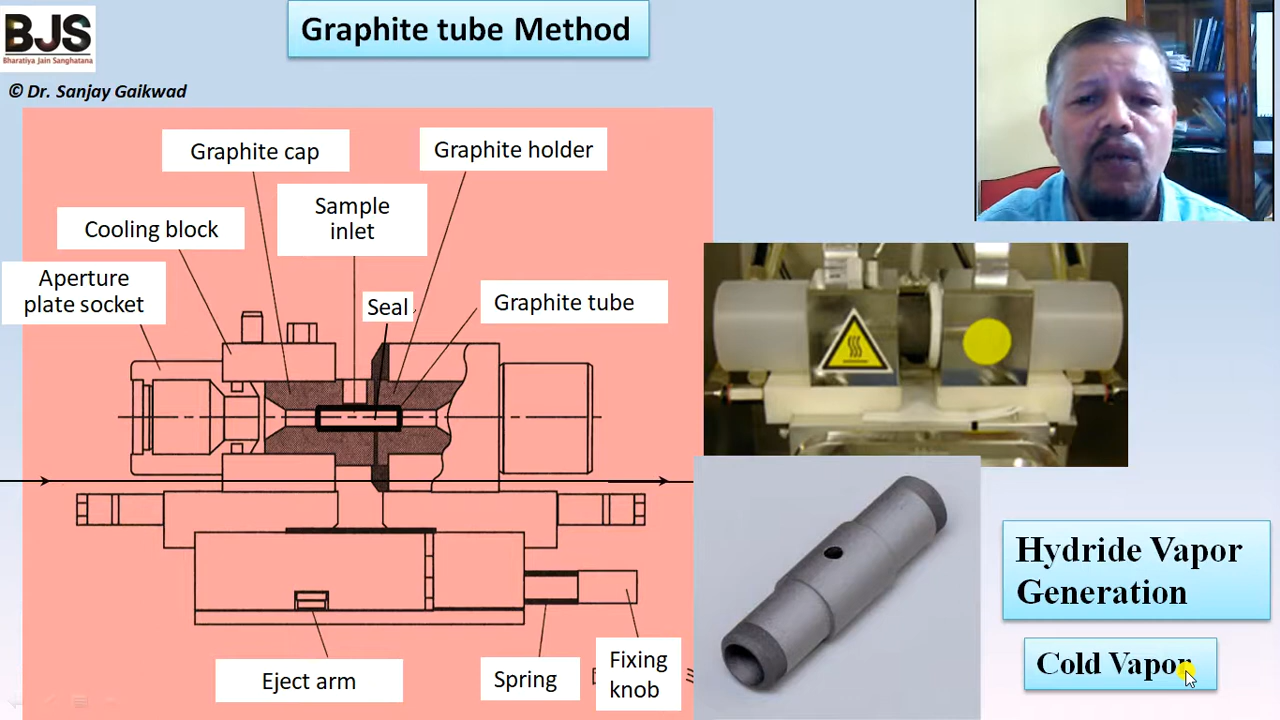 BJS
Bharatiya Jain Sanghatana
Graphite tube Method
© Dr. Sanjay Gaikwad
Graphite cap
Graphite holder
Sample
inlet
Cooling block
Aperture
plate socket
Seal
Graphite tube
Eject arm
Spring
Fixing
knob
Hydride Vapor
Generation
Cold Vapor